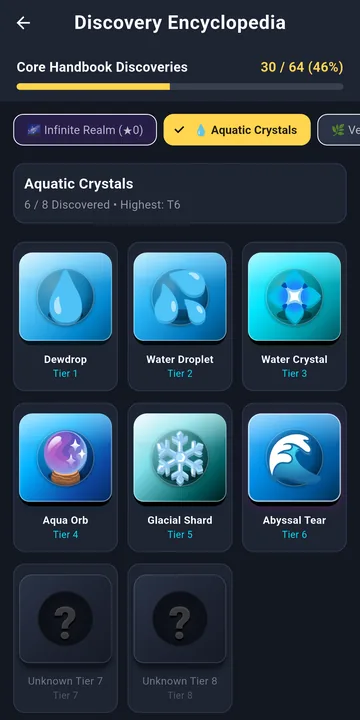 Discovery Encyclopedia
Core Handbook Discoveries 30 / 64 (46%)
Infinite Realm (★0) Aquatic Crystals Ve
Aquatic Crystals
6 / 8 Discovered • Highest: T6
Dewdrop Water Droplet Water Crystal
Tier 1 Tier 2 Tier 3
Aqua Orb Glacial Shard Abyssal Tear
Tier 4 Tier 5 Tier 6
? ?
Unknown Tier 7 Unknown Tier 8
Tier 7 Tier 8